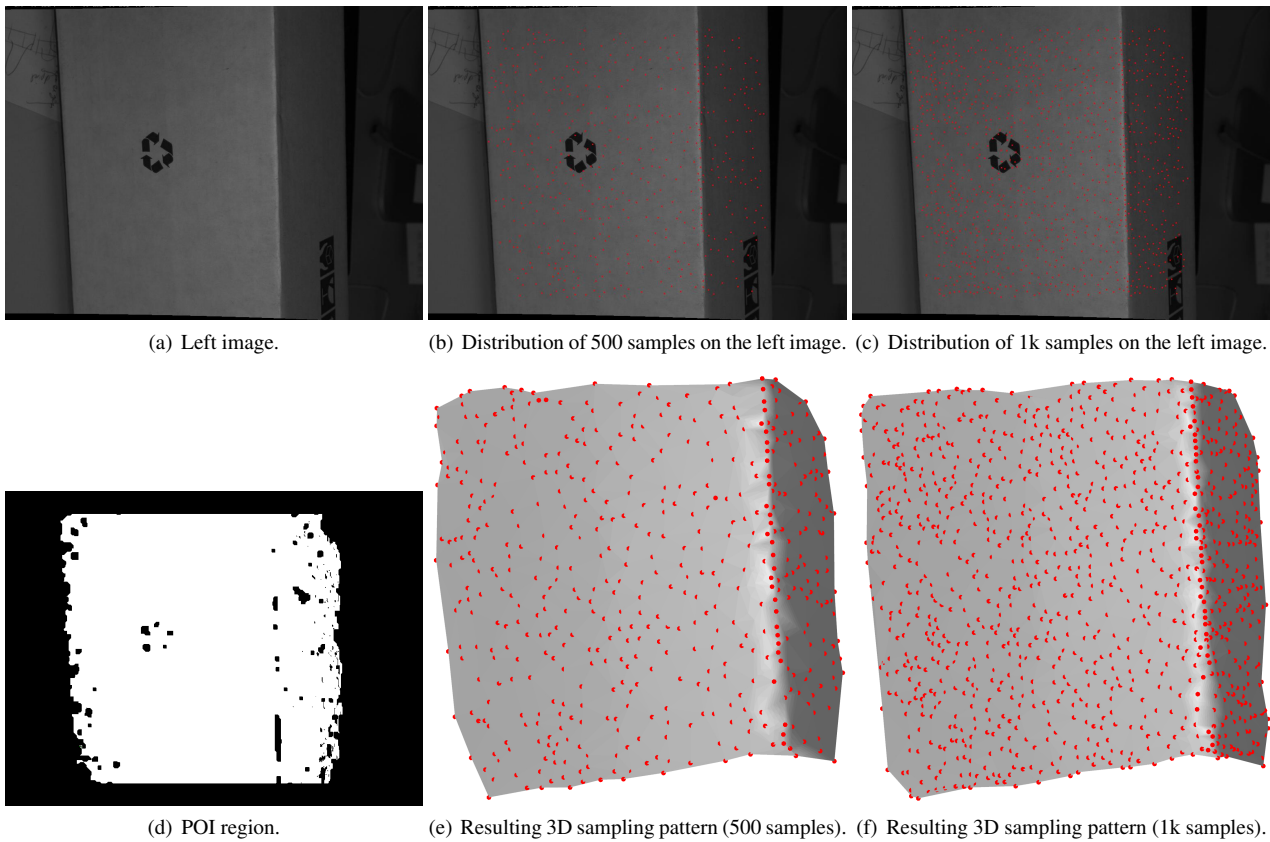 (a) Left image.
(b) Distribution of 500 samples on the left image.
(c) Distribution of 1k samples on the left image.
(d) POI region.
(e) Resulting 3D sampling pattern (500 samples).
(f) Resulting 3D sampling pattern (1k samples).